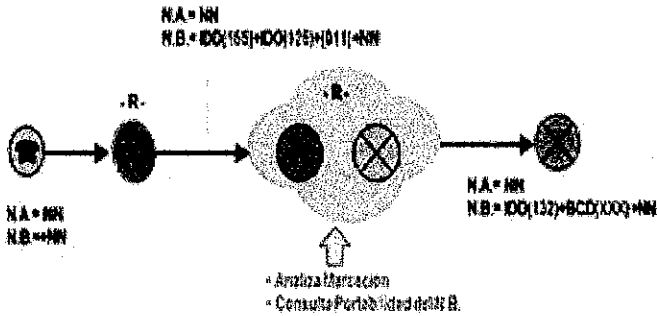 N.A.= NN
N.B.= IDO(155)+IDO(125)+[011]+NN
-R-
-R-
N.A.= NN
N.B.=+NN
N.A.= NN
N.B.= IDO(132)+BCD(XXX)+NN
• Analiza Marcación
• Consulta Portabilidad del N.B.